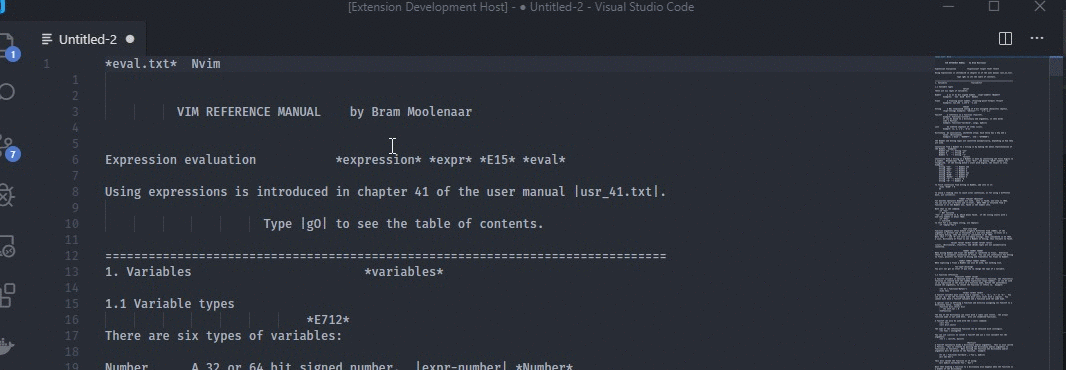 [Extension Development Host] - ● Untitled-2 - Visual Studio Code
Untitled-2 ●
1 *eval.txt* Nvim
1
2
3 VIM REFERENCE MANUAL by Bram Moolenaar
4
5
6 Expression evaluation *expression* *expr* *E15* *eval*
7
8 Using expressions is introduced in chapter 41 of the user manual |usr_41.txt|.
9
10 Type |gO| to see the table of contents.
11
12 ==============================================================================
13 1. Variables *variables*
14
15 1.1 Variable types
16 *E712*
17 There are six types of variables:
18
19 Number A 32 or 64 bit signed number. |expr-number| *Number*
1
7